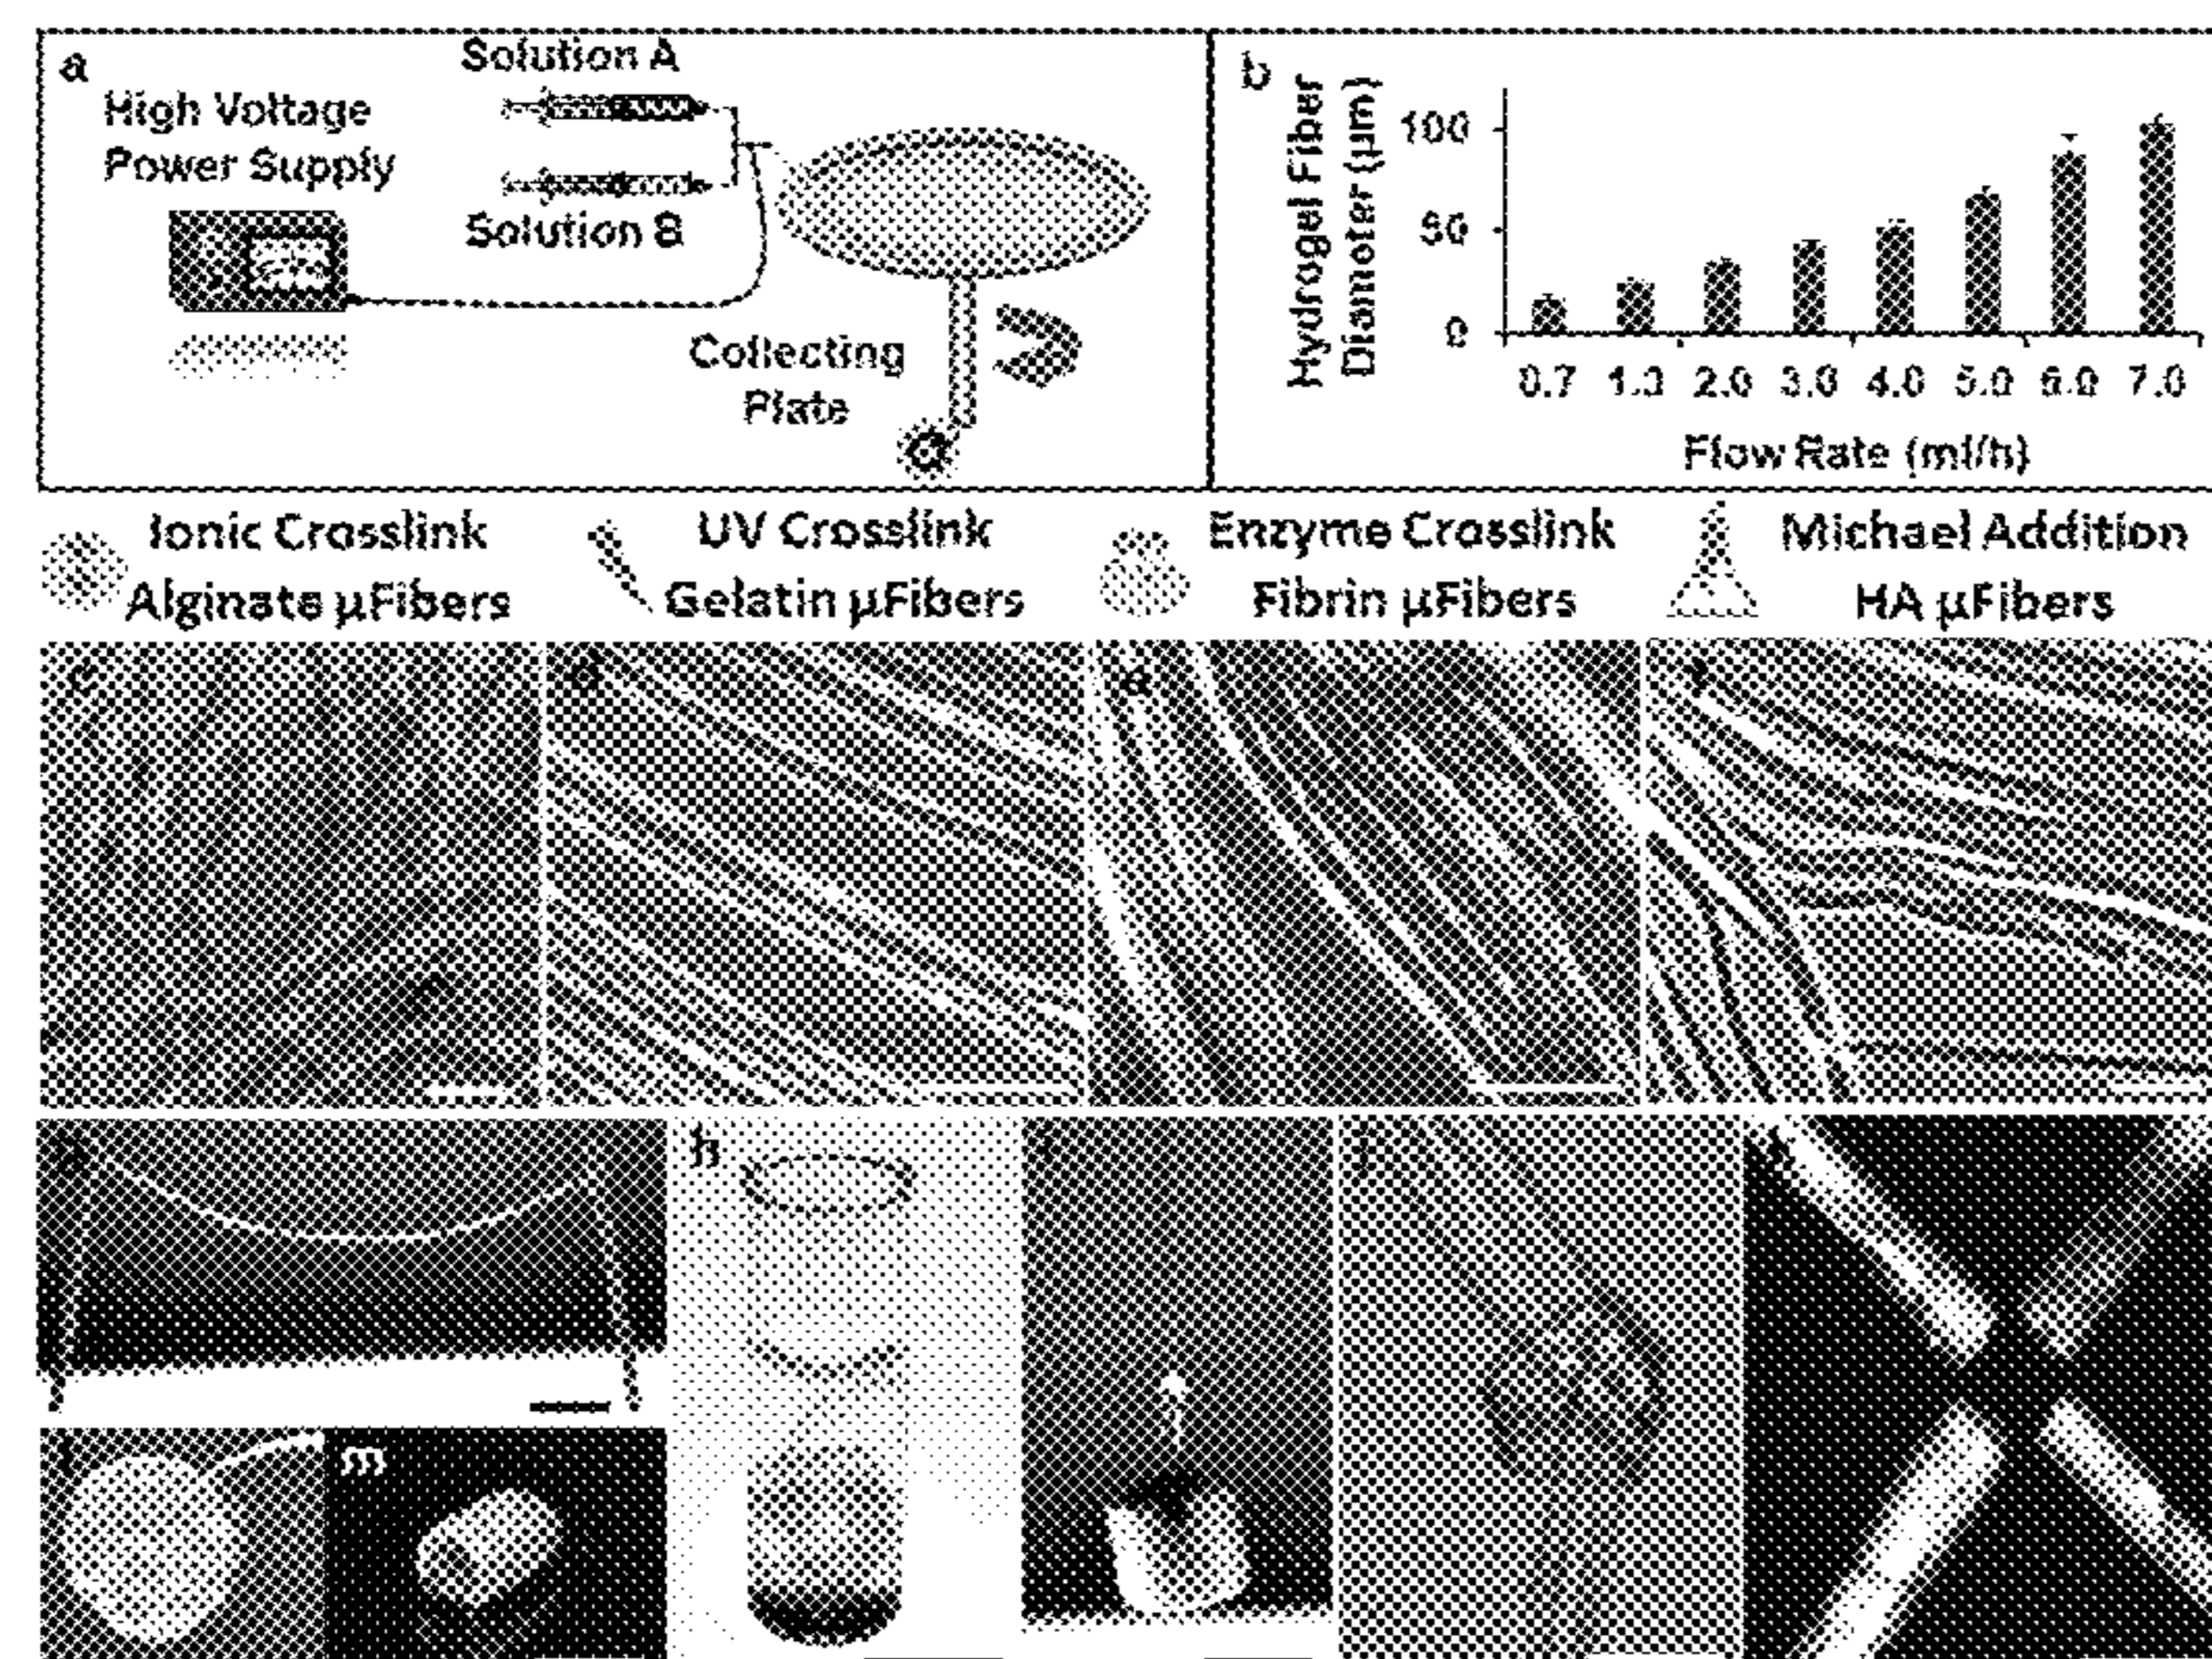 a
Solution A
High Voltage
Power Supply
Solution B
Collecting
Plate
b
Hydrogel Fiber
Diameter (µm)
100
50
0
0.7 1.0 2.0 3.0 4.0 5.0 6.0 7.0
Flow Rate (ml/h)
Ionic Crosslink
Alginate µFibers
UV Crosslink
Gelatin µFibers
Enzyme Crosslink
Fibrin µFibers
Michael Addition
HA µFibers
c
d
e
h
j
m